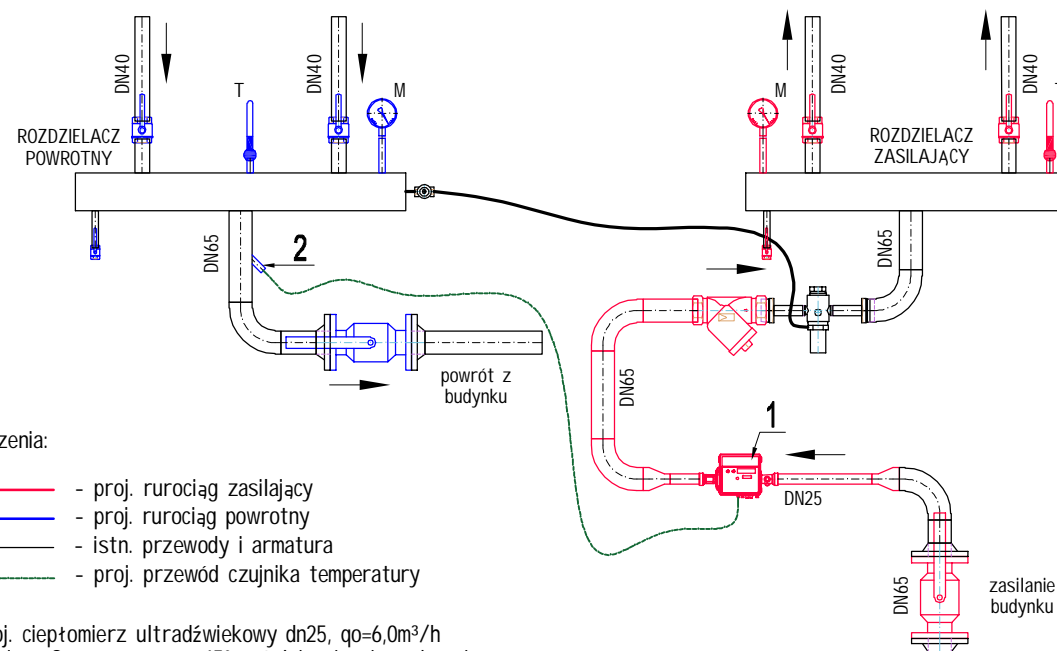 DN40
DN40
DN40
DN40
T
M
M
ROZDZIELACZ
POWROTNY
ROZDZIELACZ
ZASILAJĄCY
DN65
2
DN65
powrót z
budynku
DN65
1
DN25
DN65
zasilanie
budynku
zenia:
- proj. rurociąg zasilający
- proj. rurociąg powrotny
- istn. przewody i armatura
- proj. przewód czujnika temperatury
oj. ciepłomierz ultradźwiekowy dn25, qo=6,0m³/h